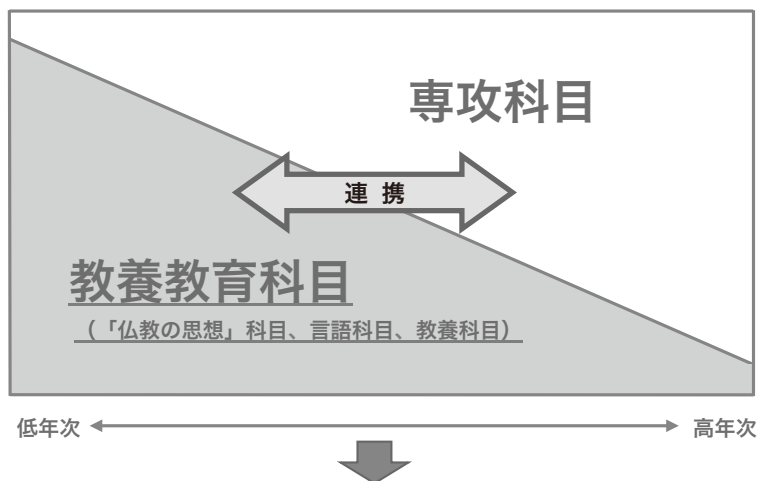 専攻科目
連 携
教養教育科目
（「仏教の思想」科目、言語科目、教養科目）
低年次
高年次